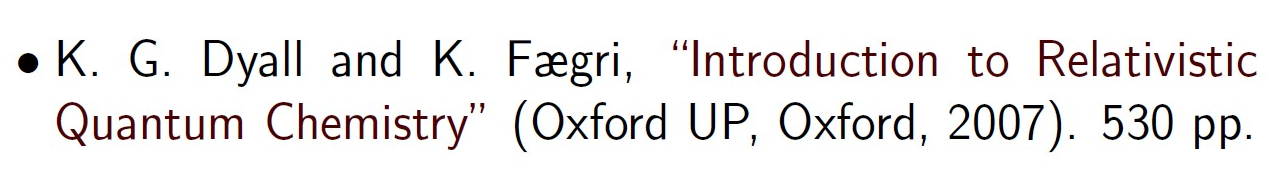 • K. G. Dyall and K. Fægri, “Introduction to Relativistic
Quantum Chemistry” (Oxford UP, Oxford, 2007). 530 pp.